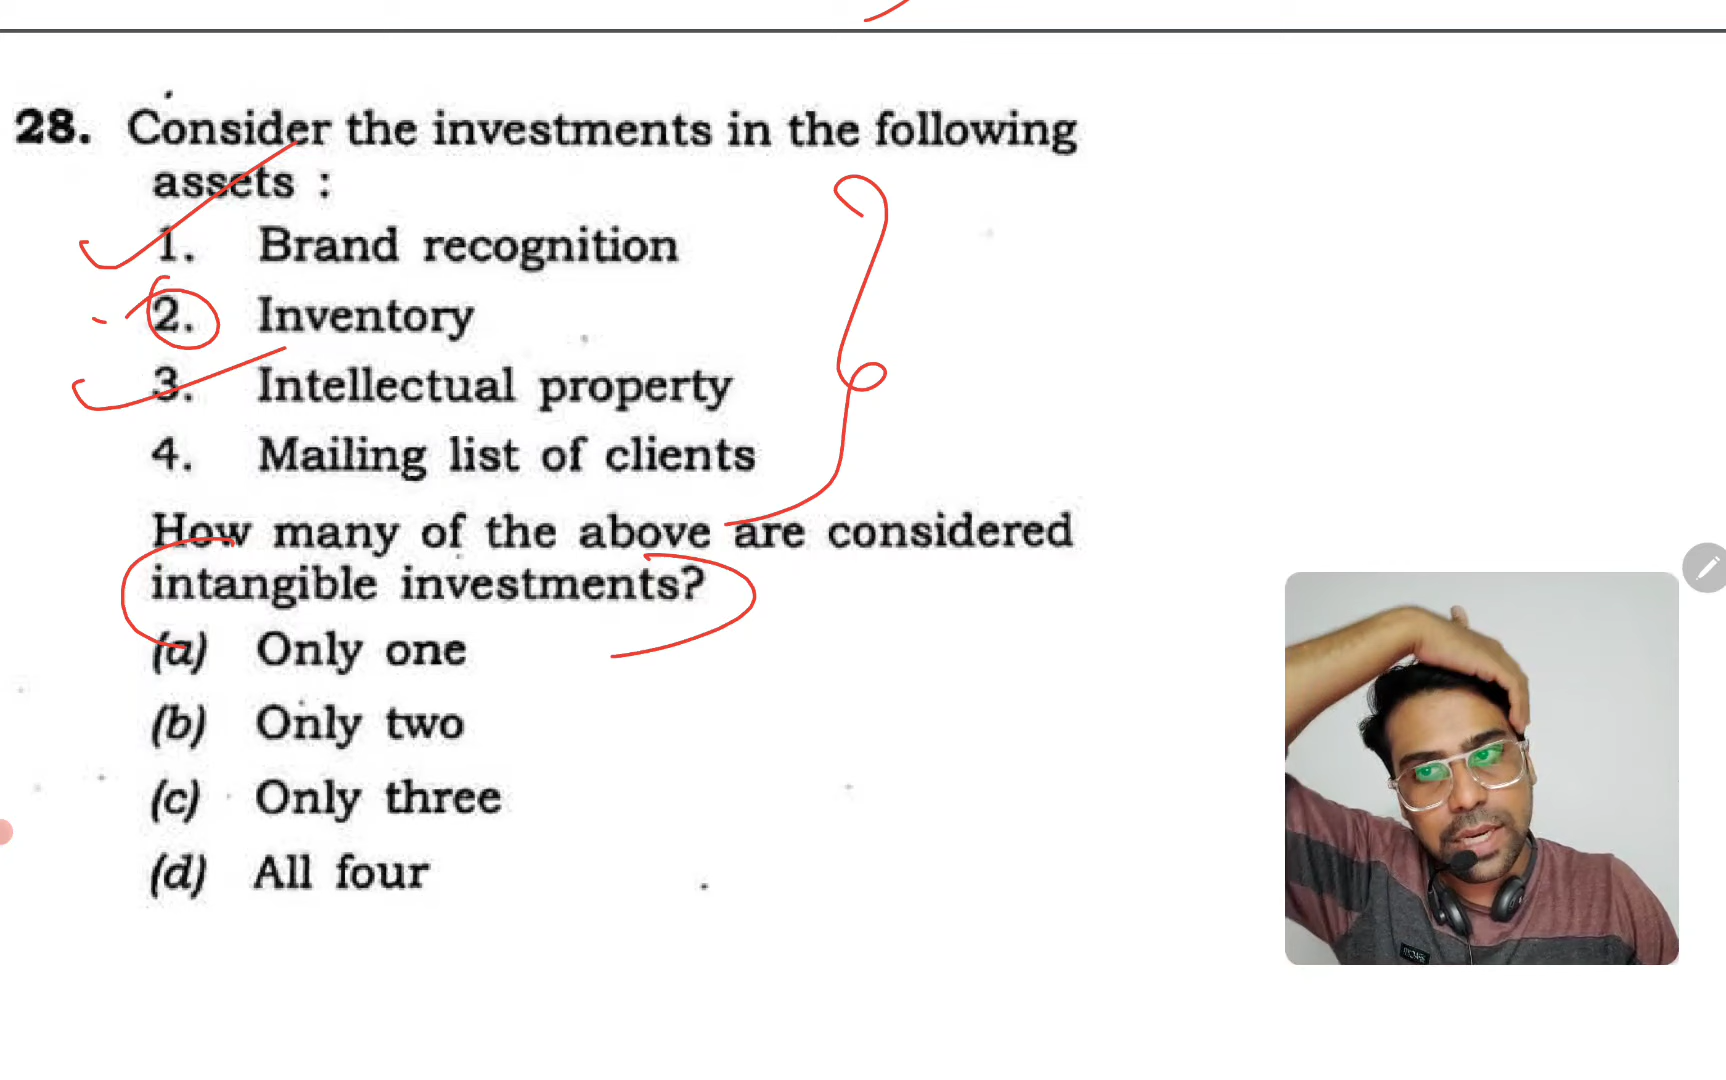 28. Consider the investments in the following
assets :
1. Brand recognition
2. Inventory
3. Intellectual property
4. Mailing list of clients
How many of the above are considered
intangible investments?
(a) Only one
(b) Only two
(c) Only three
(d) All four